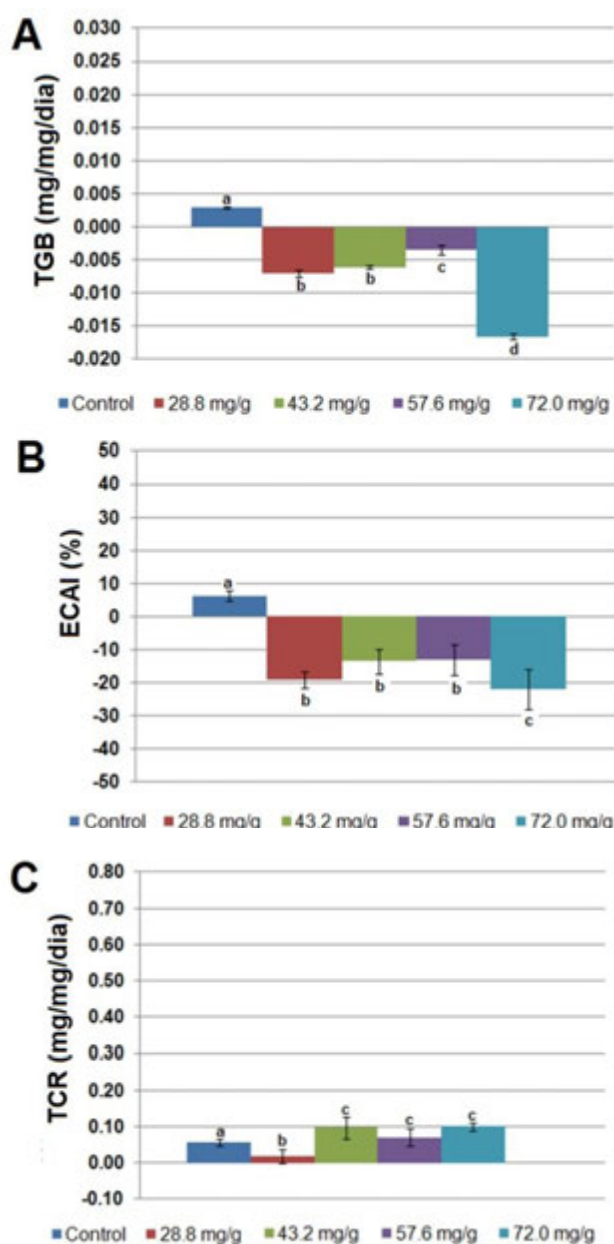 A
TGB (mg/mg/dia)
0.030
0.025
0.020
0.015
0.010
0.005
0.000
-0.005
-0.010
-0.015
-0.020
a
b
b
c
d
Control 28.8 mg/g 43.2 mg/g 57.6 mg/g 72.0 mg/g
B
ECAI (%)
50
40
30
20
10
0
-10
-20
-30
-40
-50
a
b
b
b
c
Control 28.8 mg/g 43.2 mg/g 57.6 mg/g 72.0 mg/g
C
TCR (mg/mg/dia)
0.80
0.70
0.60
0.50
0.40
0.30
0.20
0.10
0.00
-0.10
a
b
c
c
c
Control 28.8 mg/g 43.2 mg/g 57.6 mg/g 72.0 mg/g